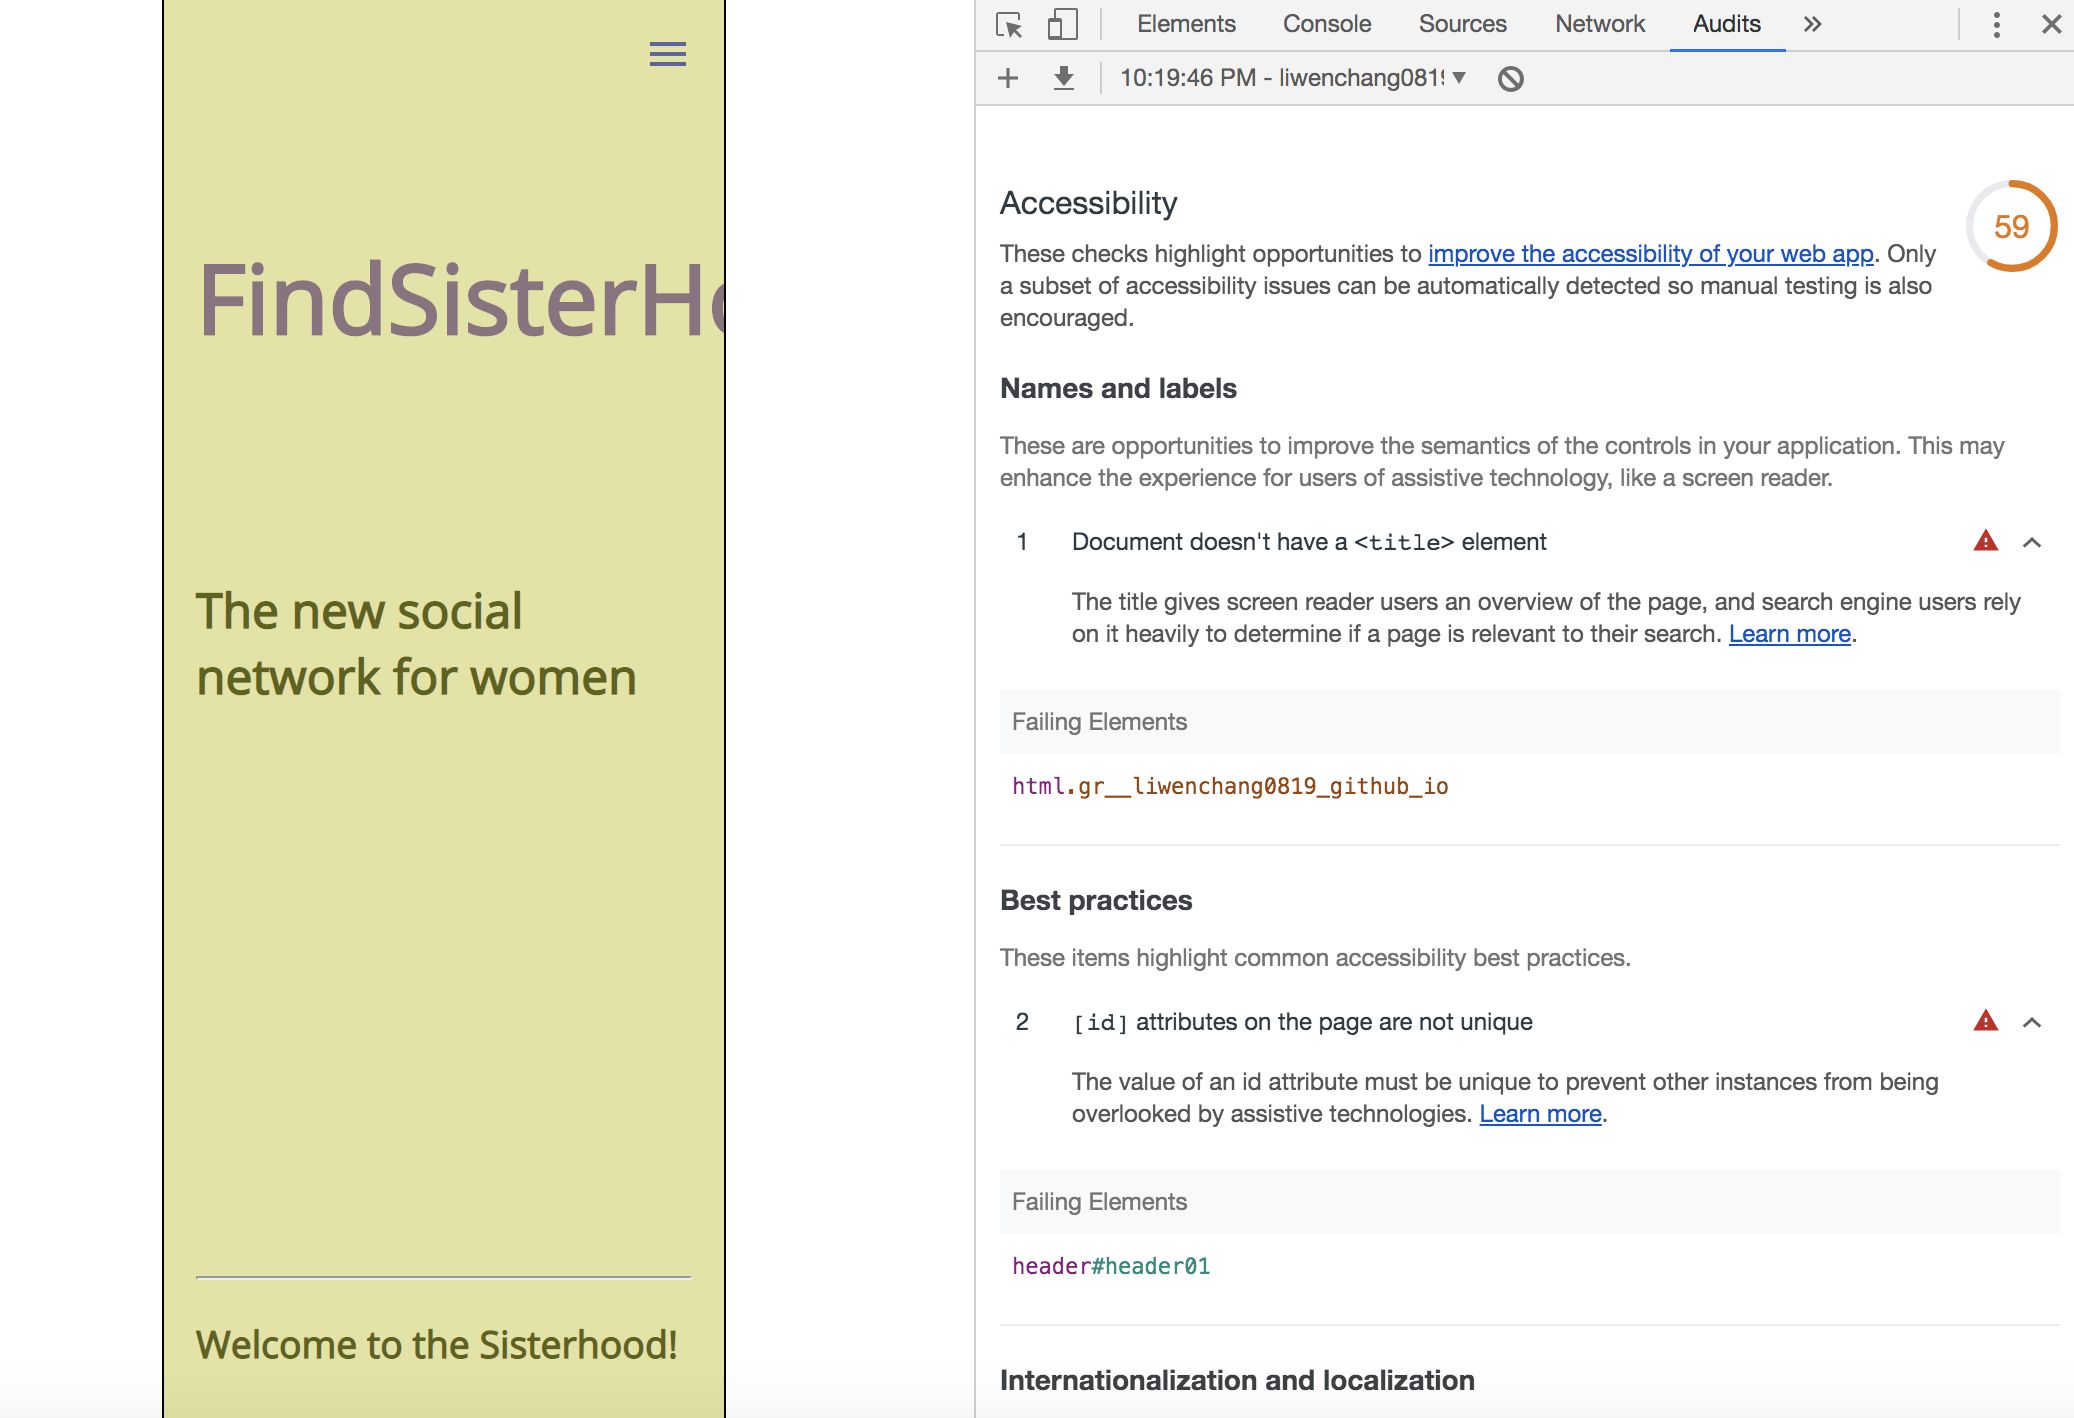 FindSisterHo
The new social
network for women
Welcome to the Sisterhood!
Elements Console Sources Network Audits
10:19:46 PM - liwenchang081
Accessibility
59
These checks highlight opportunities to improve the accessibility of your web app. Only
a subset of accessibility issues can be automatically detected so manual testing is also
encouraged.
Names and labels
These are opportunities to improve the semantics of the controls in your application. This may
enhance the experience for users of assistive technology, like a screen reader.
1 Document doesn't have a <title> element
The title gives screen reader users an overview of the page, and search engine users rely
on it heavily to determine if a page is relevant to their search. Learn more.
Failing Elements
html.gr__liwenchang0819_github_io
Best practices
These items highlight common accessibility best practices.
2 [id] attributes on the page are not unique
The value of an id attribute must be unique to prevent other instances from being
overlooked by assistive technologies. Learn more.
Failing Elements
header#header01
Internationalization and localization